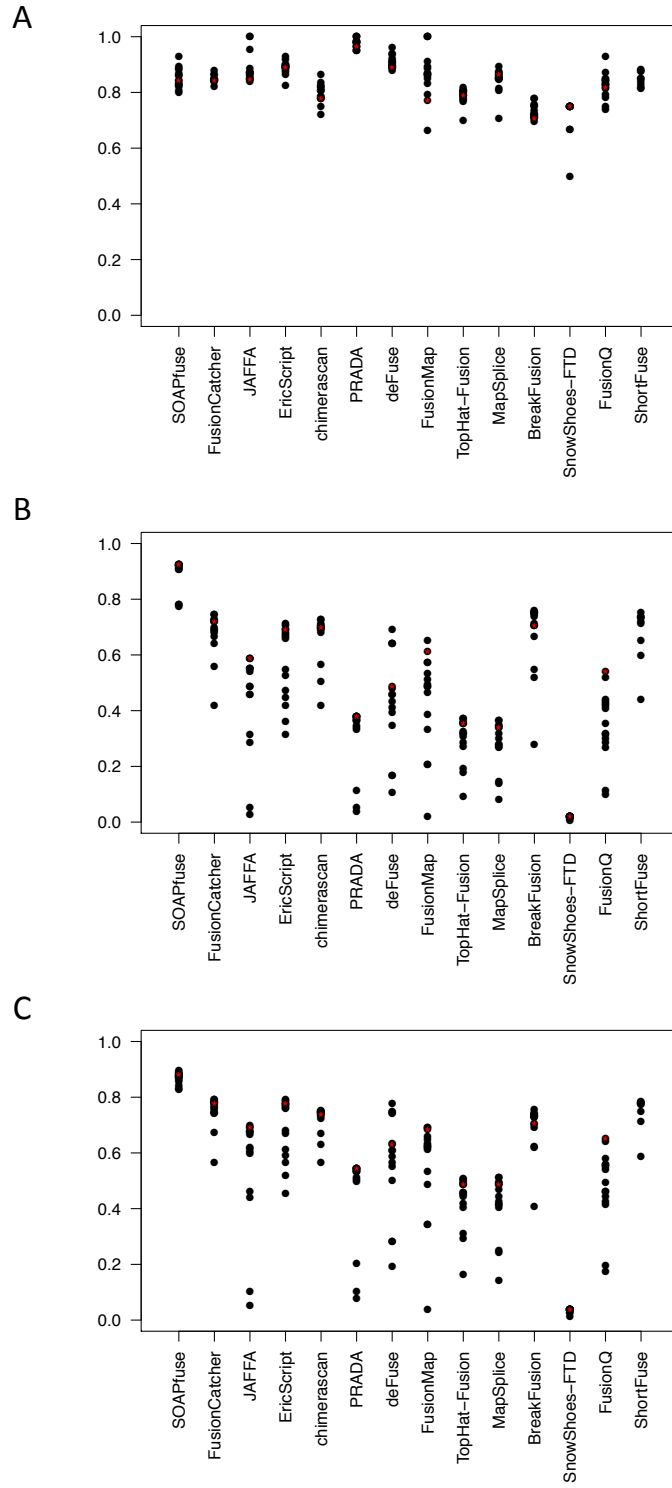 A
1.0
0.8
0.6
0.4
0.2
0.0
SOAPfuse
FusionCatcher
JAFFA
EricScript
chimerascan
PRADA
deFuse
FusionMap
TopHat−Fusion
MapSplice
BreakFusion
SnowShoes−FTD
FusionQ
ShortFuse
B
1.0
0.8
0.6
0.4
0.2
0.0
SOAPfuse
FusionCatcher
JAFFA
EricScript
chimerascan
PRADA
deFuse
FusionMap
TopHat−Fusion
MapSplice
BreakFusion
SnowShoes−FTD
FusionQ
ShortFuse
C
1.0
0.8
0.6
0.4
0.2
0.0
SOAPfuse
FusionCatcher
JAFFA
EricScript
chimerascan
PRADA
deFuse
FusionMap
TopHat−Fusion
MapSplice
BreakFusion
SnowShoes−FTD
FusionQ
ShortFuse